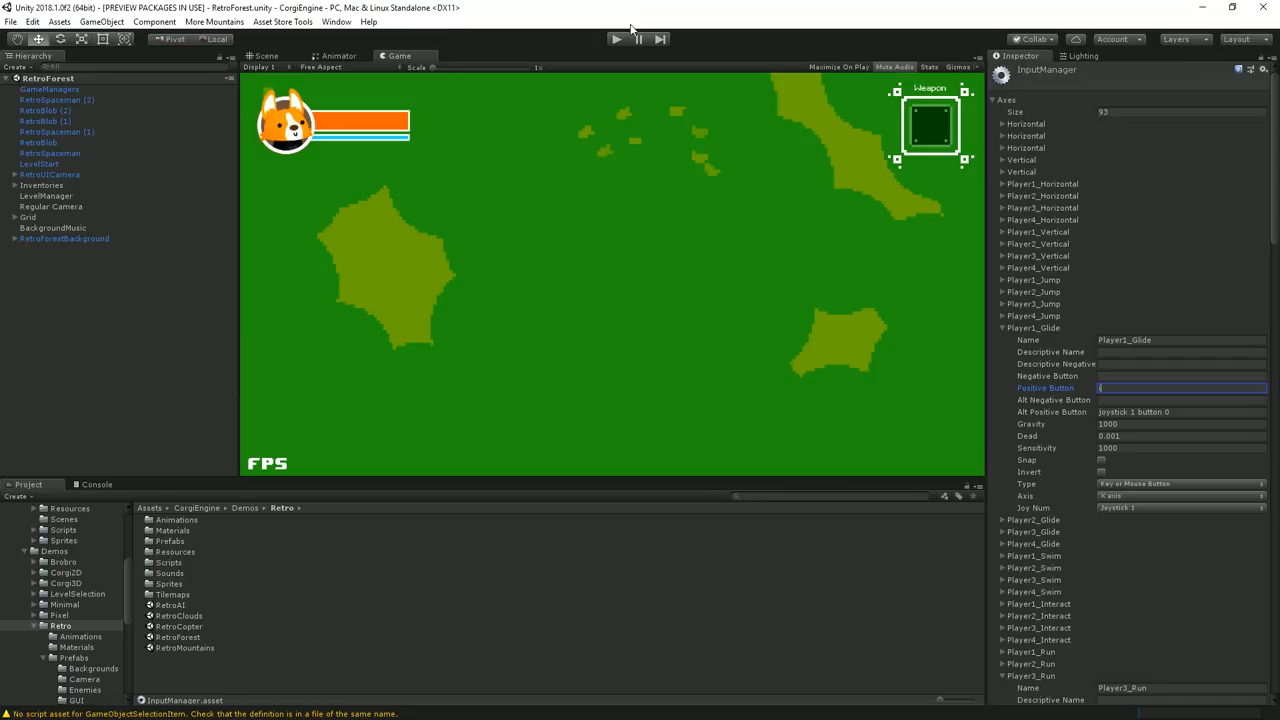 Unity 2018.1.0f2 (64bit) - [PREVIEW PACKAGES IN USE] - RetroForest.unity - CorgiEngine - PC, Mac & Linux Standalone <DX11>
File Edit Assets GameObject Component More Mountains Asset Store Tools Window Help
Pivot Local Collab Account Layers Layout
Hierarchy Scene Animator Game Inspector Lighting
Create All Display 1 Free Aspect Scale 1x Maximize On Play Mute Audio Stats Gizmos
InputManager
RetroForest
GameManagers
RetroSpaceman (2)
RetroBlob (2)
RetroBlob (1)
RetroSpaceman (1)
RetroBlob
RetroSpaceman
LevelStart
RetroUICamera
Inventories
LevelManager
Regular Camera
Grid
BackgroundMusic
RetroForestBackground
Weapon
FPS
Axes
Size 93
Horizontal
Horizontal
Horizontal
Vertical
Vertical
Player1_Horizontal
Player2_Horizontal
Player3_Horizontal
Player4_Horizontal
Player1_Vertical
Player2_Vertical
Player3_Vertical
Player4_Vertical
Player1_Jump
Player2_Jump
Player3_Jump
Player4_Jump
Player1_Glide
Name Player1_Glide
Descriptive Name
Descriptive Negative
Negative Button
Positive Button
Alt Negative Button
Alt Positive Button joystick 1 button 0
Gravity 1000
Dead 0.001
Sensitivity 1000
Snap
Invert
Type Key or Mouse Button
Axis X axis
Joy Num Joystick 1
Player2_Glide
Player3_Glide
Player4_Glide
Player1_Swim
Player2_Swim
Player3_Swim
Player4_Swim
Player1_Interact
Player2_Interact
Player3_Interact
Player4_Interact
Player1_Run
Player2_Run
Player3_Run
Name Player3_Run
Descriptive Name
Project Console
Create
Resources
Scenes
Scripts
Sprites
Demos
Brobro
Corgi2D
Corgi3D
LevelSelection
Minimal
Pixel
Retro
Animations
Materials
Prefabs
Backgrounds
Camera
Enemies
GUI
Assets CorgiEngine Demos Retro
Animations
Materials
Prefabs
Resources
Scripts
Sounds
Sprites
Tilemaps
RetroAI
RetroClouds
RetroCopter
RetroForest
RetroMountains
InputManager.asset
No script asset for GameObjectSelectionItem. Check that the definition is in a file of the same name.